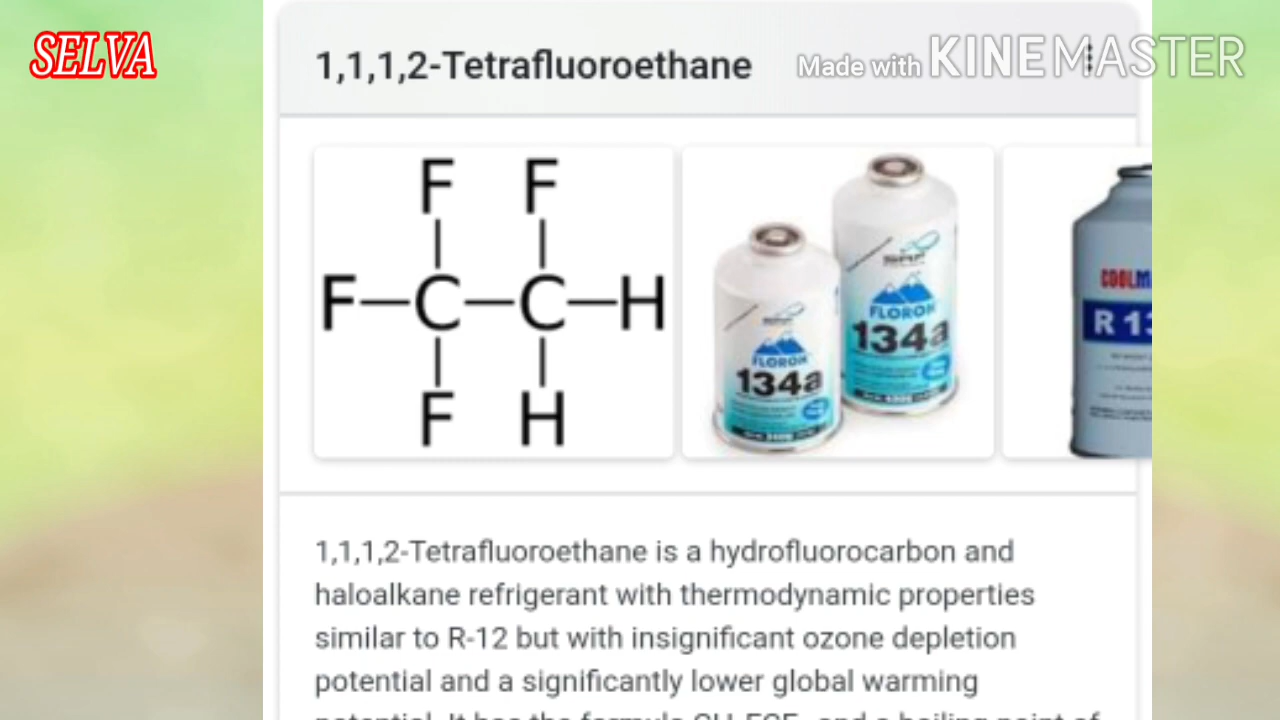 SELVA
1,1,1,2-Tetrafluoroethane
Made with KINEMASTER
F F
F C C H
F H
FLORON
134a
FLORON
134a
COOLM
R 13
1,1,1,2-Tetrafluoroethane is a hydrofluorocarbon and
haloalkane refrigerant with thermodynamic properties
similar to R-12 but with insignificant ozone depletion
potential and a significantly lower global warming